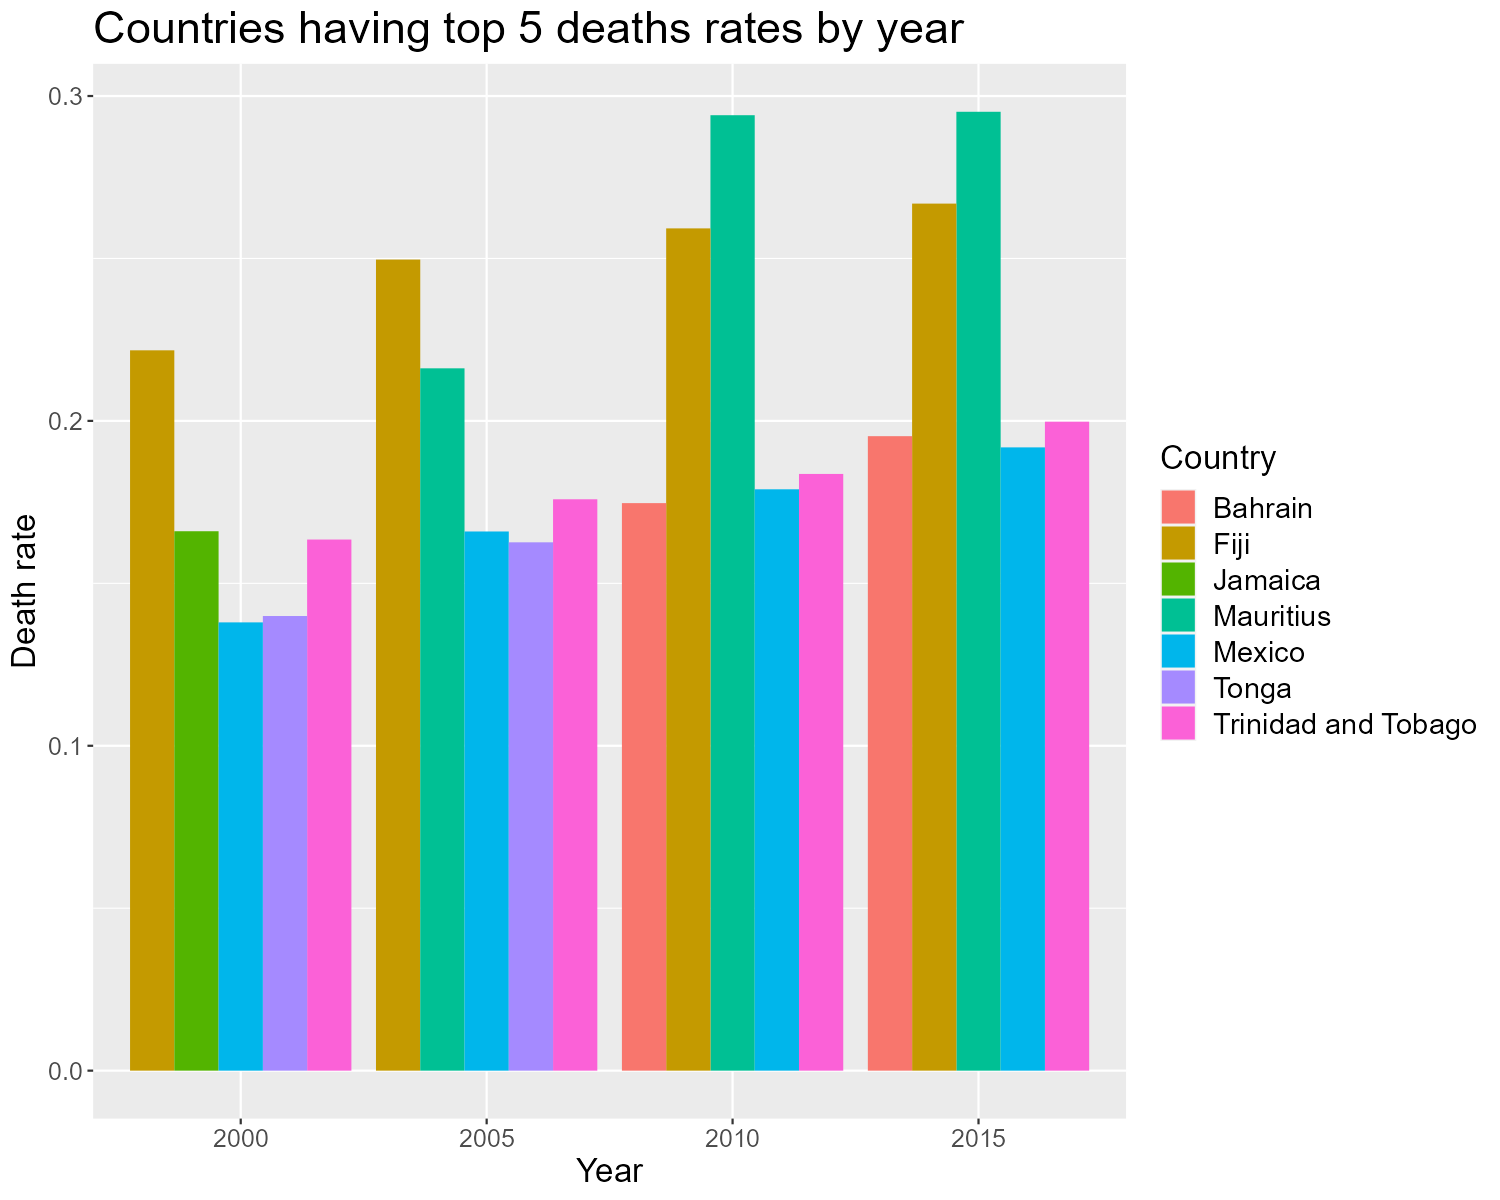 Countries having top 5 deaths rates by year
0.3
0.2
0.1
0.0
Death rate
2000 2005 2010 2015
Year
Country
Bahrain
Fiji
Jamaica
Mauritius
Mexico
Tonga
Trinidad and Tobago